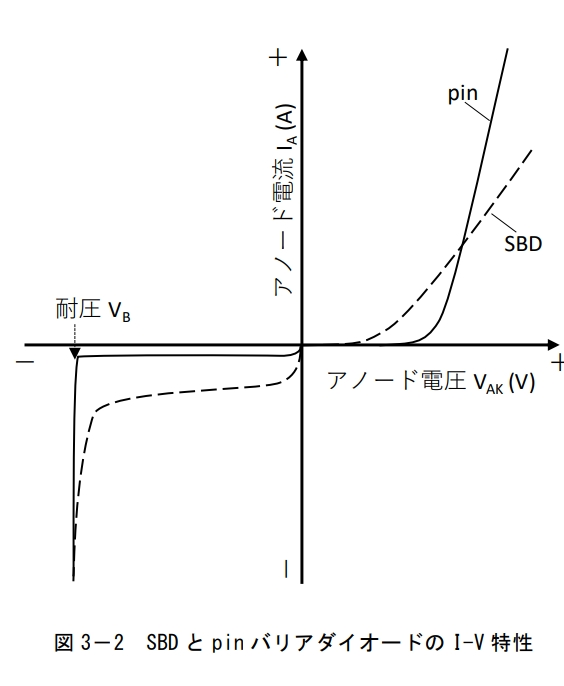 +
アノード電流 IA (A)
pin
SBD
耐圧 VB
―
+
アノード電圧 VAK (V)
―
図 3－2　SBD と pin バリアダイオードの I-V 特性